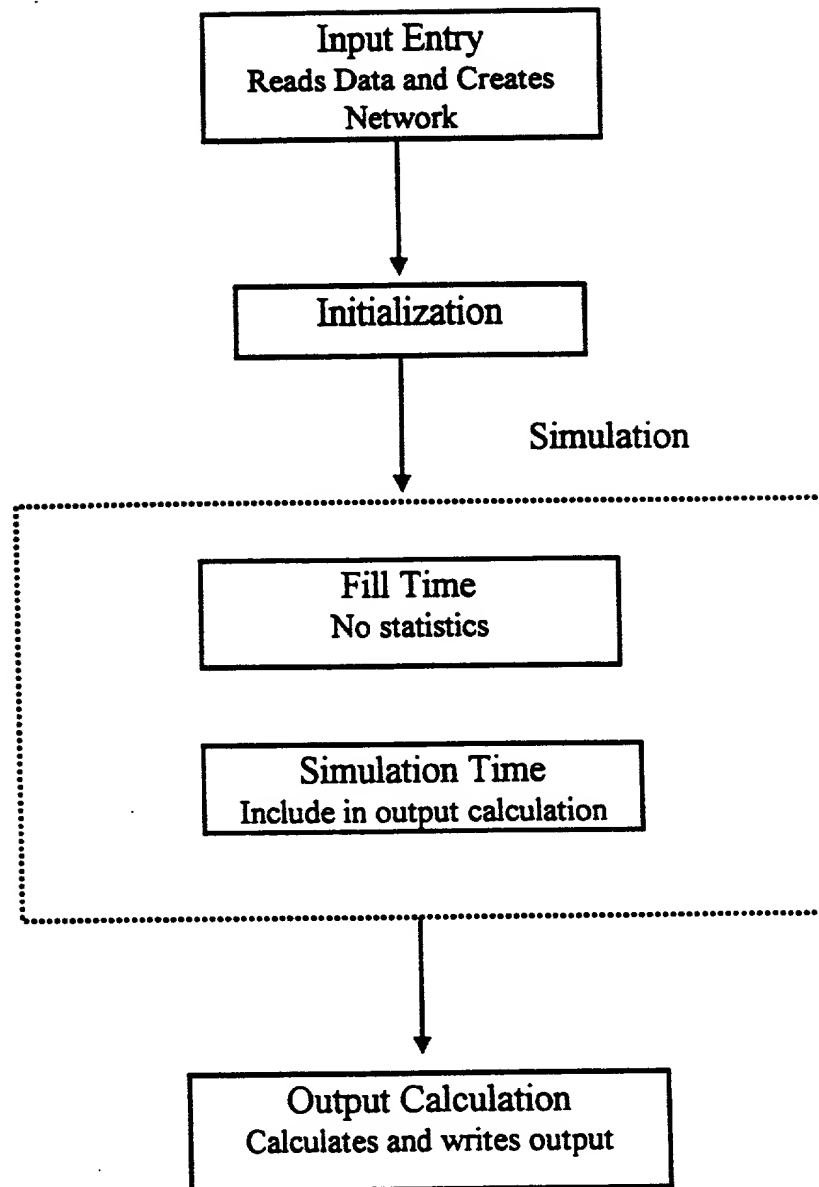 Input Entry
Reads Data and Creates
Network
Initialization
Simulation
Fill Time
No statistics
Simulation Time
Include in output calculation
Output Calculation
Calculates and writes output